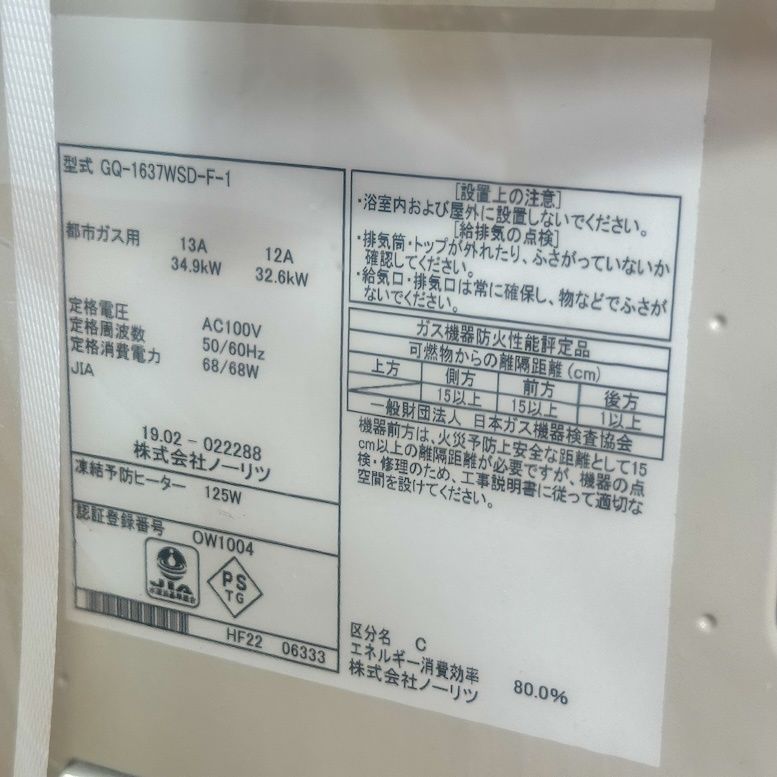 型式 GQ-1637WSD-F-1
都市ガス用 13A 12A
34.9kW 32.6kW
定格電圧 AC100V
定格周波数 50/60Hz
定格消費電力 68/68W
JIA
19.02-022288
株式会社ノーリツ
凍結予防ヒーター 125W
認証登録番号 OW1004
JIA
PS
TG
HF22 06333
[設置上の注意]
・浴室内および屋外に設置しないでください。
[給排気の点検]
・排気筒・トップが外れたり、ふさがっていないか
確認してください。
・給気口・排気口は常に確保し、物などでふさが
ないでください。
ガス機器防火性能評定品
可燃物からの離隔距離(cm)
上方 側方 前方 後方
15以上 15以上 1以上
一般財団法人 日本ガス機器検査協会
機器前方は、火災予防上安全な距離として15
cm以上の離隔距離が必要ですが、機器の点
検・修理のため、工事説明書に従って適切な
空間を設けてください。
区分名 C
エネルギー消費効率 80.0%
株式会社ノーリツ